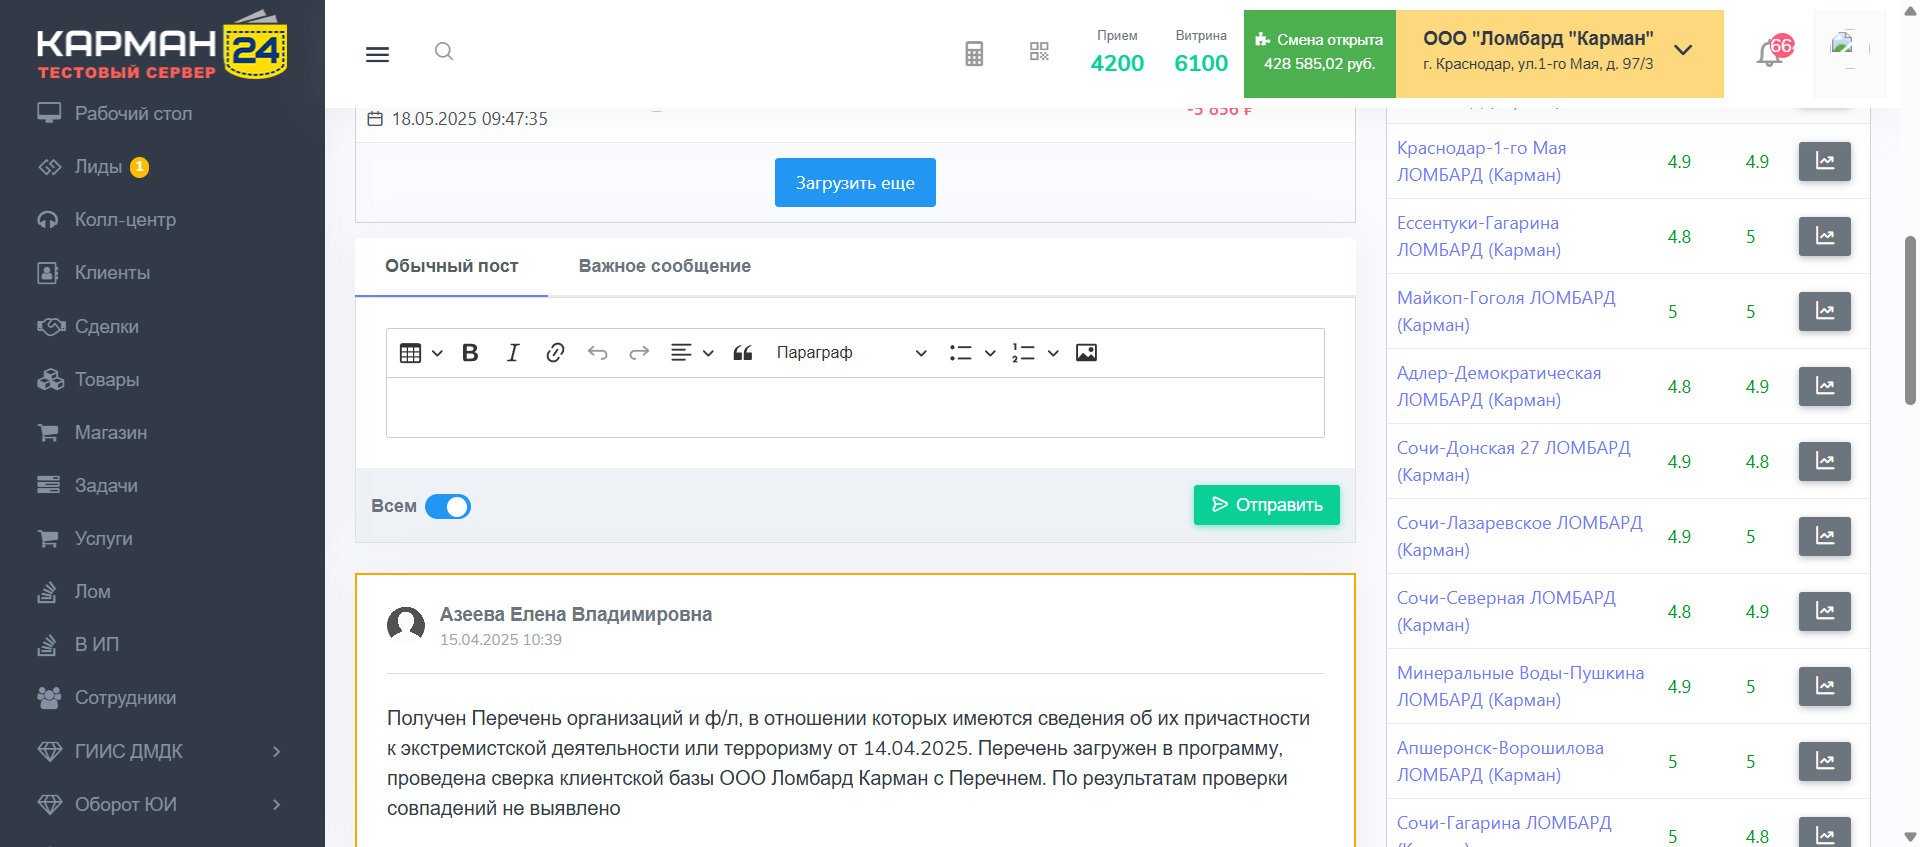 КАРМАН 24
ТЕСТОВЫЙ СЕРВЕР
Рабочий стол
Лиды 1
Колл-центр
Клиенты
Сделки
Товары
Магазин
Задачи
Услуги
Лом
В ИП
Сотрудники
ГИИС ДМДК
Оборот ЮИ
Прием
4200
Витрина
6100
Смена открыта
428 585,02 руб.
ООО "Ломбард "Карман"
г. Краснодар, ул.1-го Мая, д. 97/3
66
18.05.2025 09:47:35
-5 856 ₽
Загрузить еще
Обычный пост
Важное сообщение
Параграф
Всем
Отправить
Азеева Елена Владимировна
15.04.2025 10:39
Получен Перечень организаций и ф/л, в отношении которых имеются сведения об их причастности
к экстремистской деятельности или терроризму от 14.04.2025. Перечень загружен в программу,
проведена сверка клиентской базы ООО Ломбард Карман с Перечнем. По результатам проверки
совпадений не выявлено
Краснодар-1-го Мая
ЛОМБАРД (Карман)
4.9 4.9
Ессентуки-Гагарина
ЛОМБАРД (Карман)
4.8 5
Майкоп-Гоголя ЛОМБАРД
(Карман)
5 5
Адлер-Демократическая
ЛОМБАРД (Карман)
4.8 4.9
Сочи-Донская 27 ЛОМБАРД
(Карман)
4.9 4.8
Сочи-Лазаревское ЛОМБАРД
(Карман)
4.9 5
Сочи-Северная ЛОМБАРД
(Карман)
4.8 4.9
Минеральные Воды-Пушкина
ЛОМБАРД (Карман)
4.9 5
Апшеронск-Ворошилова
ЛОМБАРД (Карман)
5 5
Сочи-Гагарина ЛОМБАРД
5 4.8